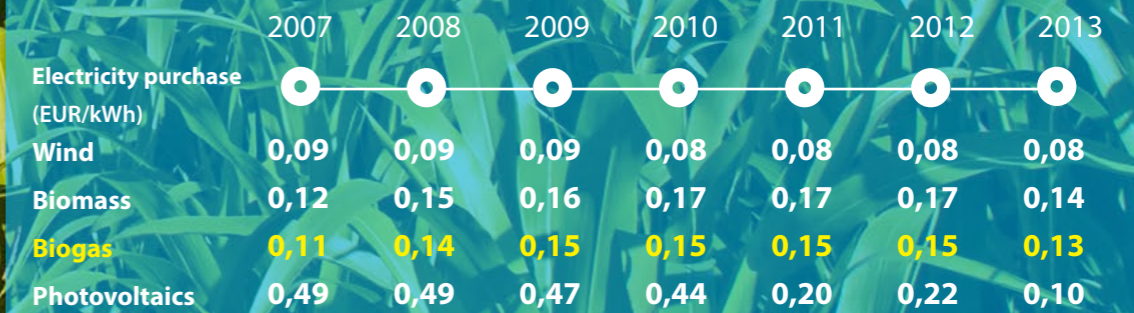 2007 2008 2009 2010 2011 2012 2013
Electricity purchase
(EUR/kWh)
Wind 0,09 0,09 0,09 0,08 0,08 0,08 0,08
Biomass 0,12 0,15 0,16 0,17 0,17 0,17 0,14
Biogas 0,11 0,14 0,15 0,15 0,15 0,15 0,13
Photovoltaics 0,49 0,49 0,47 0,44 0,20 0,22 0,10